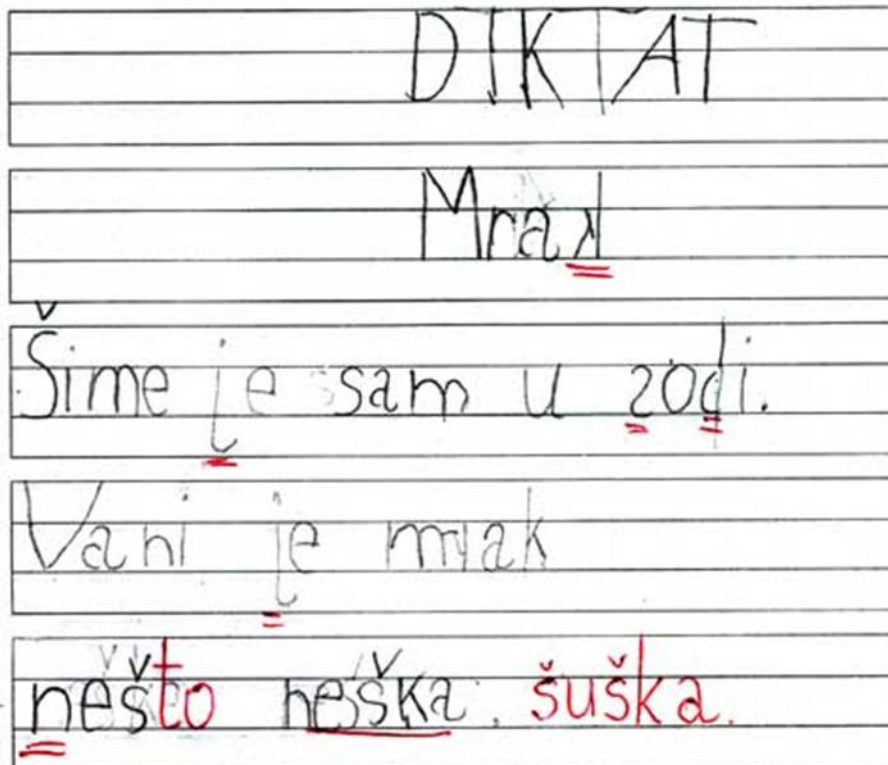 DIKTAT
Mrak
Šime je sam u zodi.
Vani je mrak
nešto neška. šuška.